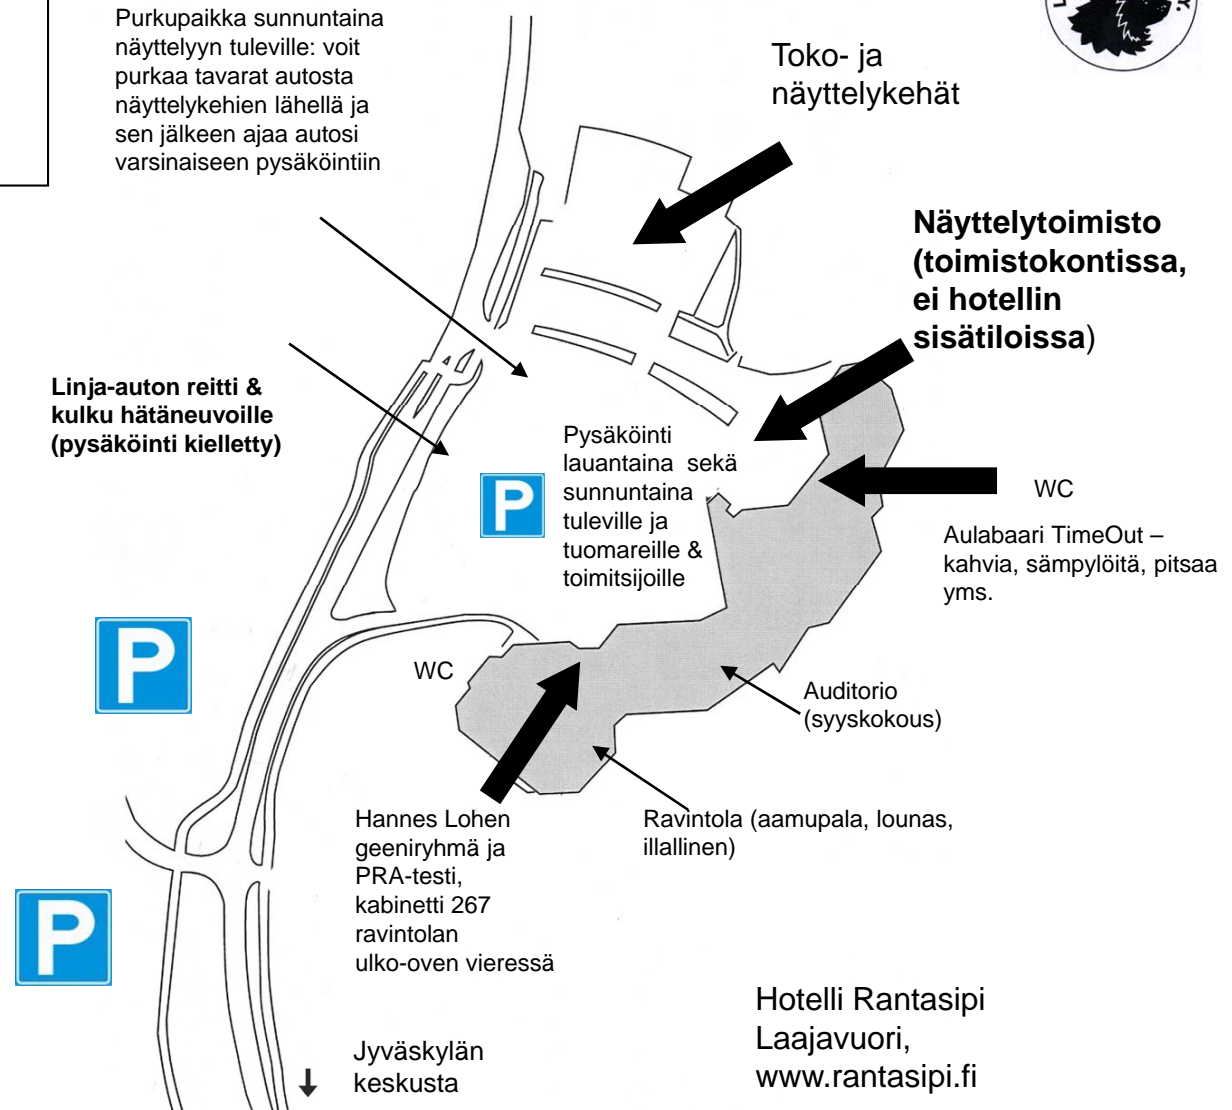 Purkupaikka sunnuntaina
näyttelyyn tuleville: voit
purkaa tavarat autosta
näyttelykehien lähellä ja
sen jälkeen ajaa autosi
varsinaiseen pysäköintiin
Toko- ja
näyttelykehät
Näyttelytoimisto
(toimistokontissa,
ei hotellin
sisätiloissa)
Linja-auton reitti &
kulku hätäneuvoille
(pysäköinti kielletty)
P
Pysäköinti
lauantaina sekä
sunnuntaina
tuleville ja
tuomareille &
toimitsijoille
WC
Aulabaari TimeOut –
kahvia, sämpylöitä, pitsaa
yms.
P
WC
Auditorio
(syyskokous)
Hannes Lohen
geeniryhmä ja
PRA-testi,
kabinetti 267
ravintolan
ulko-oven vieressä
Ravintola (aamupala, lounas,
illallinen)
P
Jyväskylän
keskusta
Hotelli Rantasipi
Laajavuori,
www.rantasipi.fi